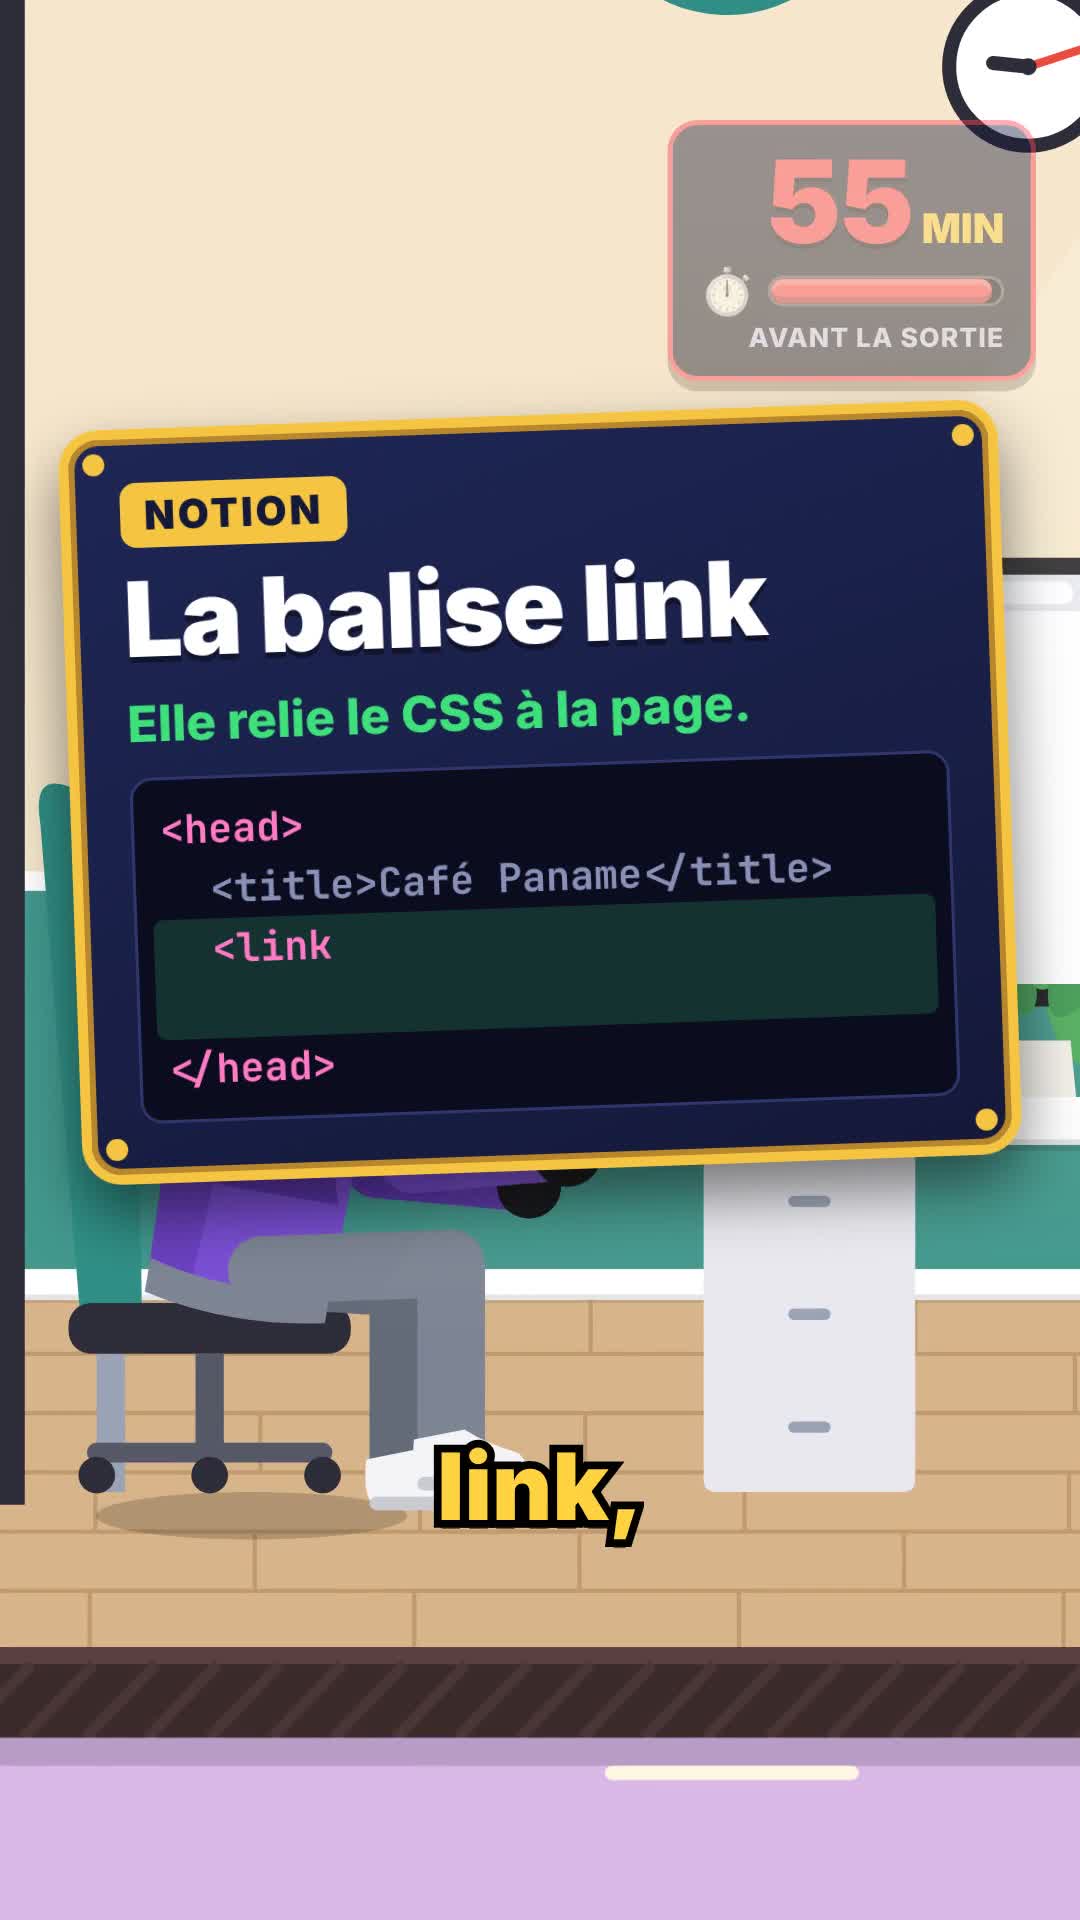 55 MIN
AVANT LA SORTIE
NOTION
La balise link
Elle relie le CSS à la page.
<head>
<title>Café Paname</title>
<link
</head>
link,